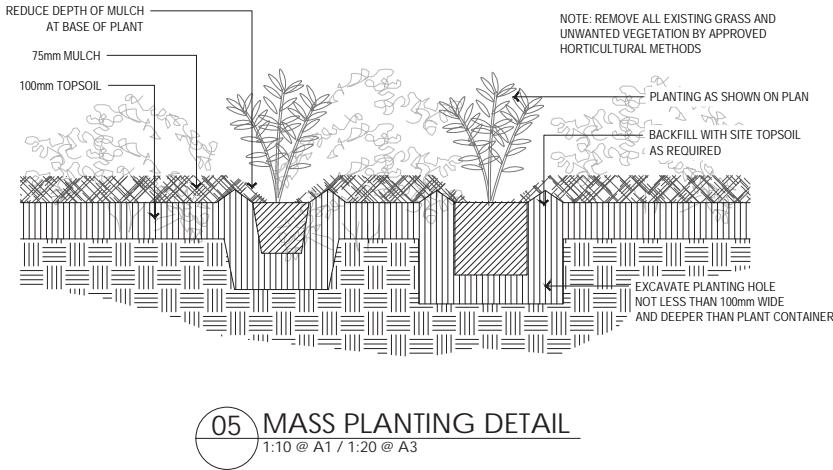 REDUCE DEPTH OF MULCH
AT BASE OF PLANT
75mm MULCH
100mm TOPSOIL
NOTE: REMOVE ALL EXISTING GRASS AND
UNWANTED VEGETATION BY APPROVED
HORTICULTURAL METHODS
PLANTING AS SHOWN ON PLAN
BACKFILL WITH SITE TOPSOIL
AS REQUIRED
EXCAVATE PLANTING HOLE
NOT LESS THAN 100mm WIDE
AND DEEPER THAN PLANT CONTAINER
05 MASS PLANTING DETAIL
1:10 @ A1 / 1:20 @ A3